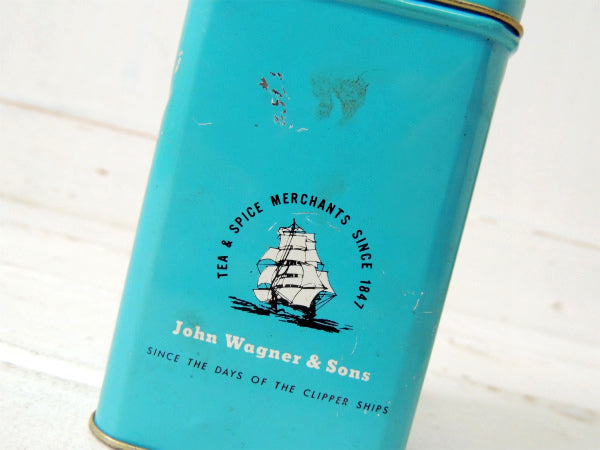 TEA & SPICE MERCHANTS SINCE 1847
John Wagner & Sons
SINCE THE DAYS OF THE CLIPPER SHIPS